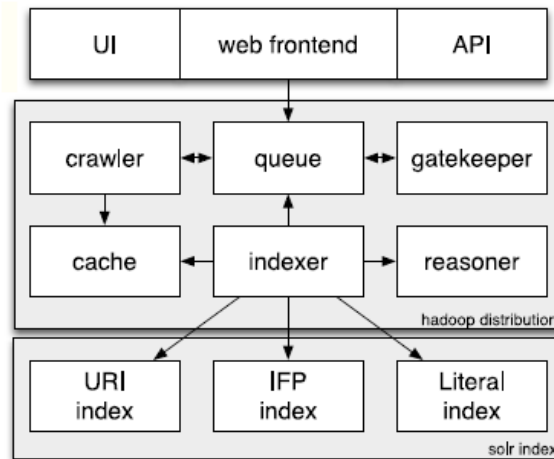 UI web frontend API
crawler queue gatekeeper
cache indexer reasoner
hadoop distribution
URI IFP Literal
index index index
solr index